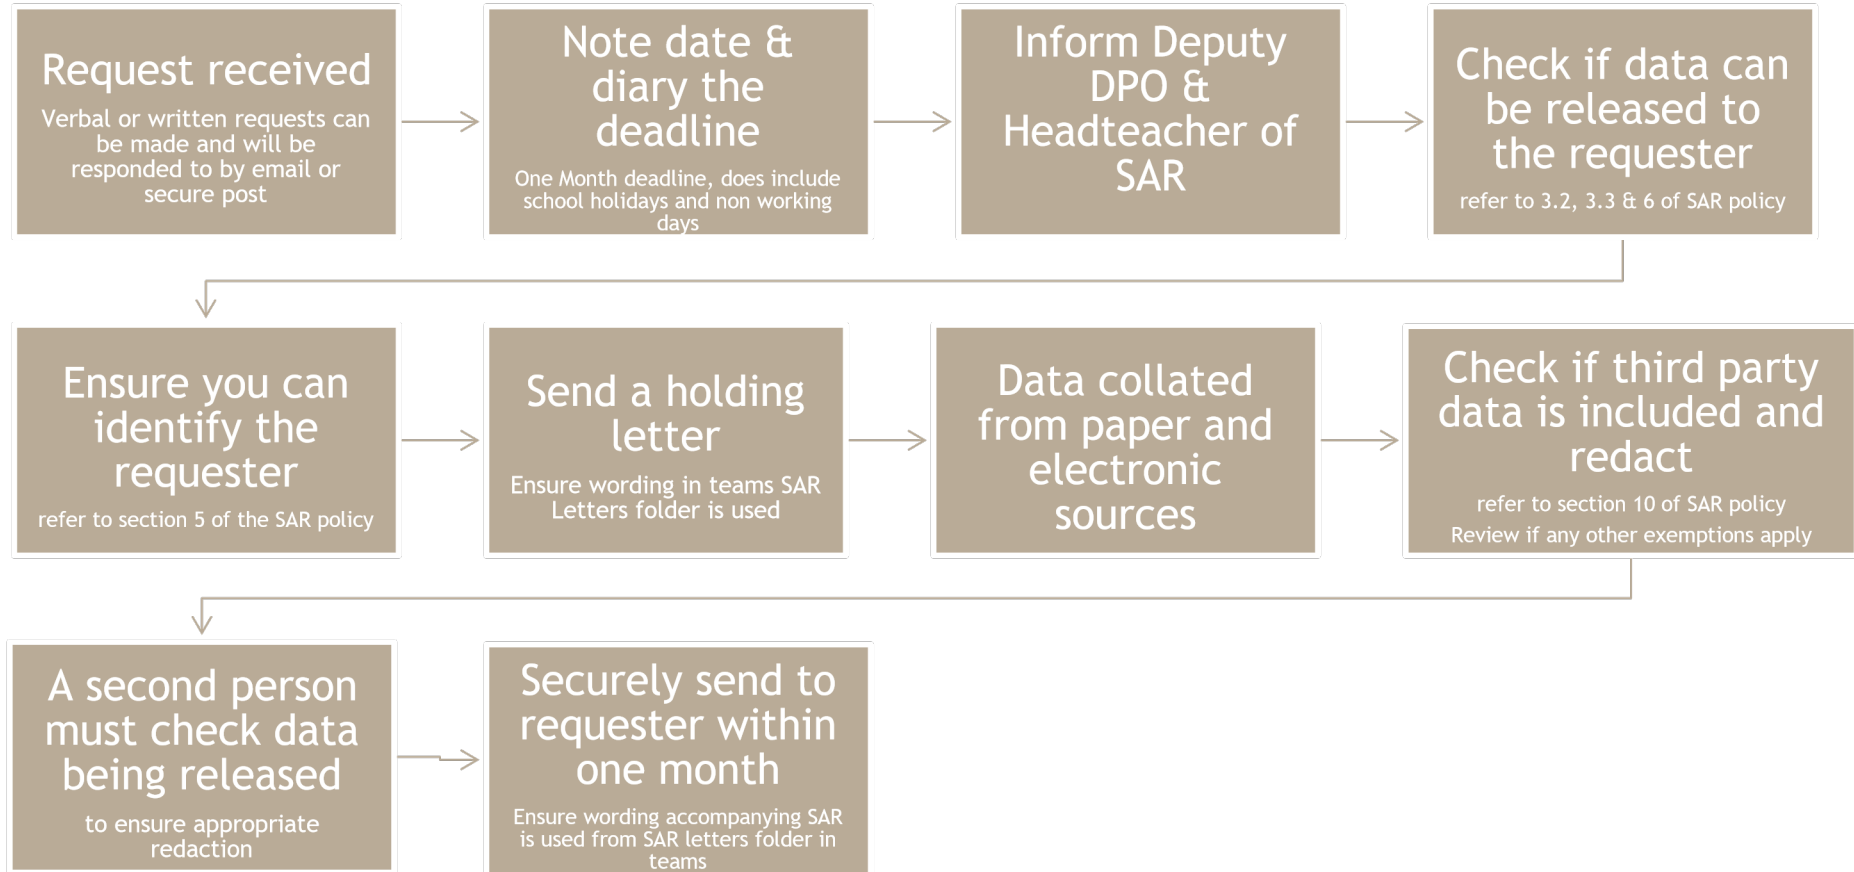 Request received
Verbal or written requests can
be made and will be
responded to by email or
secure post
Note date &
diary the
deadline
One Month deadline, does include
school holidays and non working
days
Inform Deputy
DPO &
Headteacher of
SAR
Check if data can
be released to
the requester
refer to 3.2, 3.3 & 6 of SAR policy
Ensure you can
identify the
requester
refer to section 5 of the SAR policy
Send a holding
letter
Ensure wording in teams SAR
Letters folder is used
Data collated
from paper and
electronic
sources
Check if third party
data is included and
redact
refer to section 10 of SAR policy
Review if any other exemptions apply
A second person
must check data
being released
to ensure appropriate
redaction
Securely send to
requester within
one month
Ensure wording accompanying SAR
is used from SAR letters folder in
teams